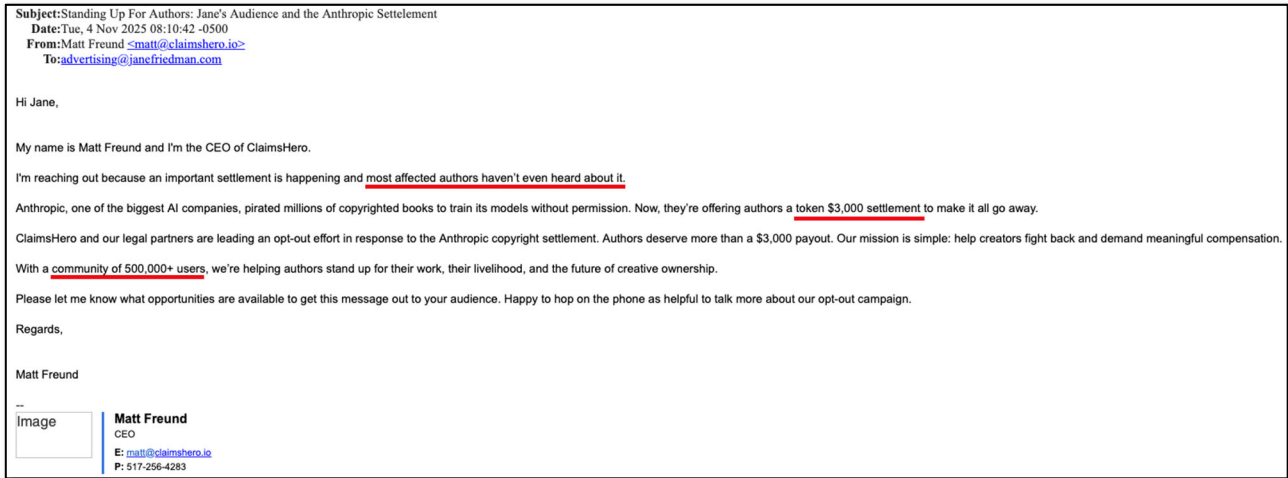 Subject:Standing Up For Authors: Jane's Audience and the Anthropic Settelement
Date:Tue, 4 Nov 2025 08:10:42 -0500
From:Matt Freund <matt@claimshero.io>
To:advertising@janefriedman.com
Hi Jane,
My name is Matt Freund and I'm the CEO of ClaimsHero.
I'm reaching out because an important settlement is happening and most affected authors haven't even heard about it.
Anthropic, one of the biggest AI companies, pirated millions of copyrighted books to train its models without permission. Now, they're offering authors a token $3,000 settlement to make it all go away.
ClaimsHero and our legal partners are leading an opt-out effort in response to the Anthropic copyright settlement. Authors deserve more than a $3,000 payout. Our mission is simple: help creators fight back and demand meaningful compensation.
With a community of 500,000+ users, we're helping authors stand up for their work, their livelihood, and the future of creative ownership.
Please let me know what opportunities are available to get this message out to your audience. Happy to hop on the phone as helpful to talk more about our opt-out campaign.
Regards,
Matt Freund
--
Image
Matt Freund
CEO
E: matt@claimshero.io
P: 517-256-4283